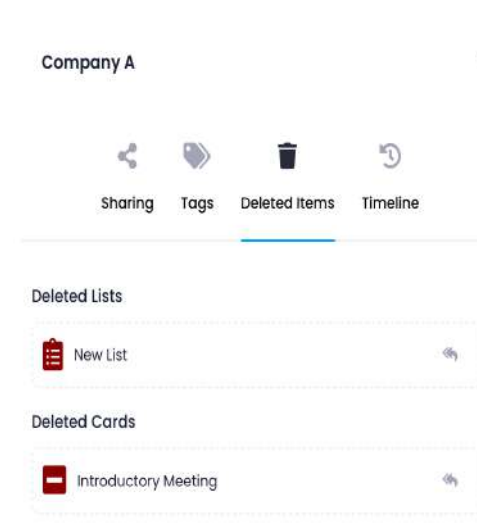 Company A
Sharing Tags Deleted Items Timeline
Deleted Lists
New List
Deleted Cards
Introductory Meeting